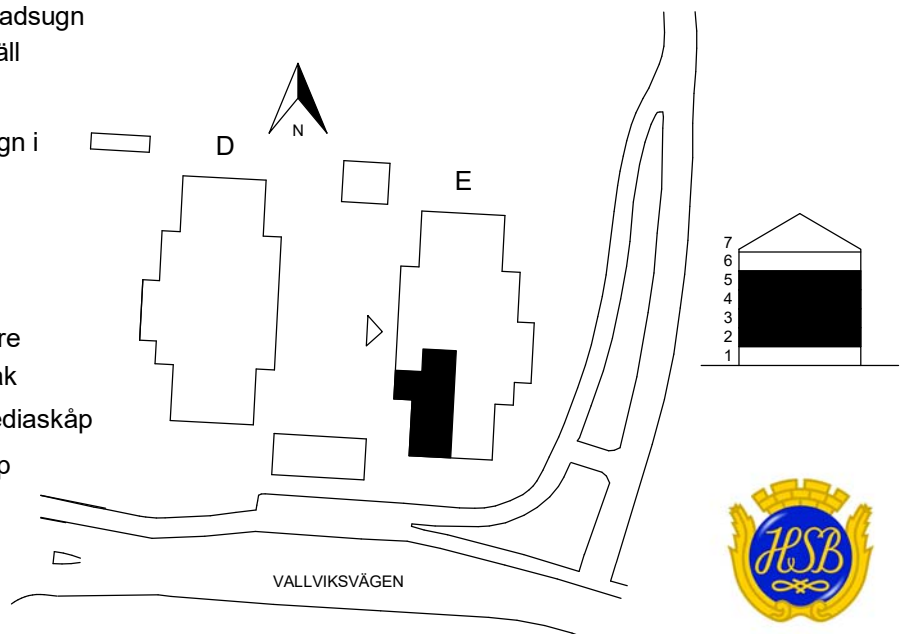 adsugn
äll
gn i
re
ak
ediaskåp
p
D
N
E
7
6
5
4
3
2
1
VALLVIKSVÄGEN
HSB